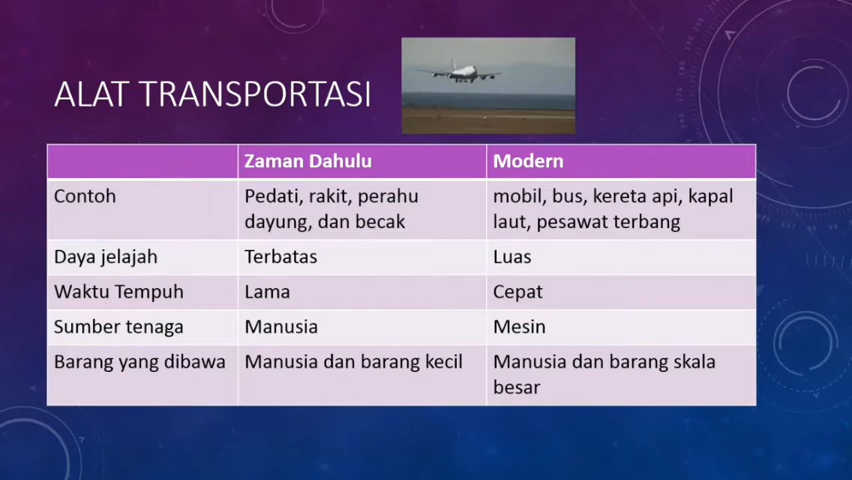 ALAT TRANSPORTASI
Zaman Dahulu
Modern
Contoh
Pedati, rakit, perahu
dayung, dan becak
mobil, bus, kereta api, kapal
laut, pesawat terbang
Daya jelajah
Terbatas
Luas
Waktu Tempuh
Lama
Cepat
Sumber tenaga
Manusia
Mesin
Barang yang dibawa
Manusia dan barang kecil
Manusia dan barang skala
besar